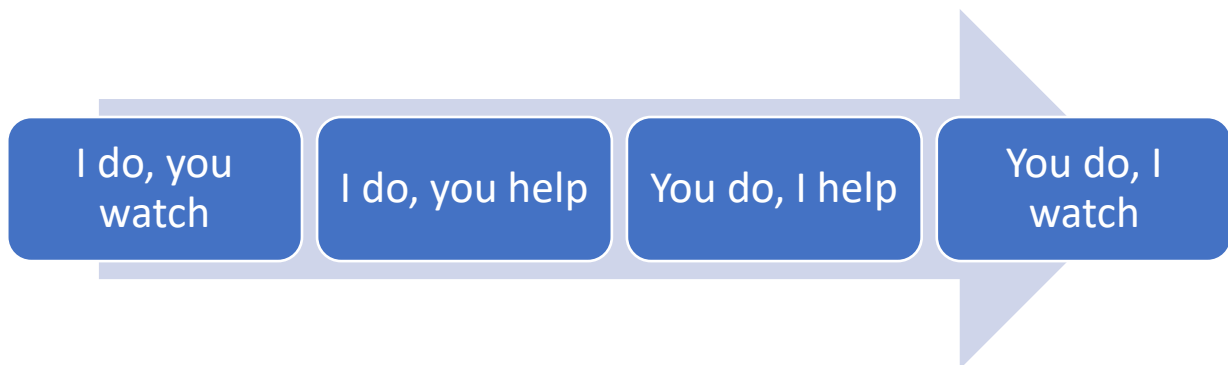 I do, you
watch
I do, you help
You do, I help
You do, I
watch